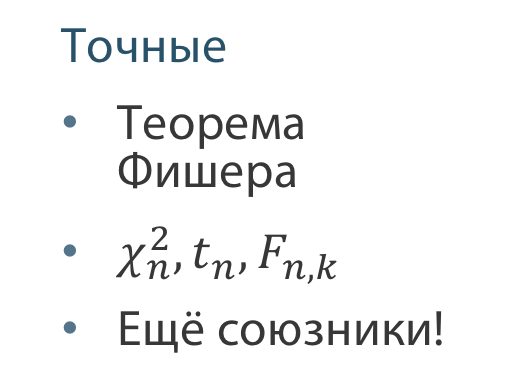 Точные
• Теорема
Фишера
• χ²ₙ, tₙ, Fₙ,ₖ
• Ещё союзники!